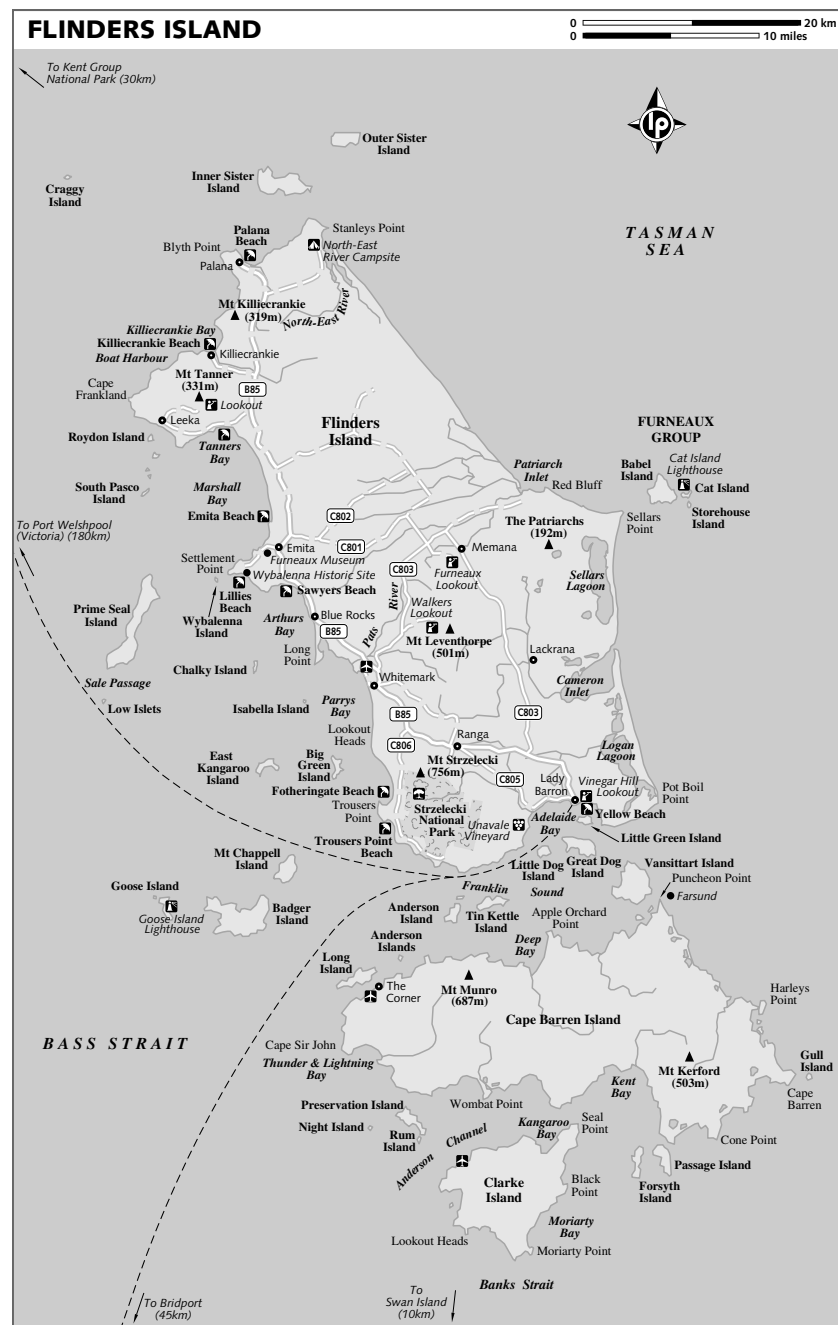 FLINDERS ISLAND
0 20 km
0 10 miles
To Kent Group
National Park (30km)
lp
Outer Sister
Island
Inner Sister
Island
Craggy
Island
TASMAN
SEA
Palana
Beach
Stanleys Point
Blyth Point
North-East
River Campsite
Palana
Mt Killiecrankie
(319m)
North-East River
Killiecrankie Bay
Killiecrankie Beach
Boat Harbour
Killiecrankie
Mt Tanner
(331m)
Cape
Frankland
B85
Lookout
Leeka
Flinders
Island
Roydon Island
Tanners
Bay
FURNEAUX
GROUP
Cat Island
Lighthouse
Babel
Island
Cat Island
Storehouse
Island
South Pasco
Island
Marshall
Bay
Patriarch
Inlet
Red Bluff
Sellars
Point
Emita Beach
C802
The Patriarchs
(192m)
To Port Welshpool
(Victoria) (180km)
Emita
C801
Furneaux Museum
Memana
Settlement
Point
Wybalenna Historic Site
C803
Furneaux
Lookout
Sellars
Lagoon
Lillies
Beach
Sawyers Beach
Prime Seal
Island
Wybalenna
Island
Arthurs
Bay
Blue Rocks
River
Pats
Walkers
Lookout
B85
Mt Leventhorpe
(501m)
Long
Point
Lackrana
Chalky Island
Sale Passage
Whitemark
Cameron
Inlet
Low Islets
Isabella Island
Parrys
Bay
B85
C803
Lookout
Heads
C806
Ranga
Logan
Lagoon
East
Kangaroo
Island
Big
Green
Island
Mt Strzelecki
(756m)
C805
Lady
Barron
Vinegar Hill
Lookout
Pot Boil
Point
Fotheringate Beach
Trousers
Point
Strzelecki
National
Park
Unavale
Vineyard
Adelaide
Bay
Yellow Beach
Little Green Island
Trousers Point
Beach
Mt Chappell
Island
Little Dog
Island
Great Dog
Island
Vansittart Island
Puncheon Point
Farsund
Goose Island
Goose Island
Lighthouse
Badger
Island
Franklin Sound
Anderson
Island
Tin Kettle
Island
Apple Orchard
Point
Anderson
Islands
Deep
Bay
Long
Island
The
Corner
Mt Munro
(687m)
Harleys
Point
Cape Barren Island
BASS STRAIT
Cape Sir John
Thunder & Lightning
Bay
Mt Kerford
(503m)
Gull
Island
Cape
Barren
Kent
Bay
Preservation Island
Wombat Point
Night Island
Rum
Island
Anderson Channel
Kangaroo
Bay
Seal
Point
Cone Point
Passage Island
Forsyth
Island
Clarke
Island
Black
Point
Moriarty
Bay
Lookout Heads
Moriarty Point
Banks Strait
To
Swan Island
(10km)
To Bridport
(45km)